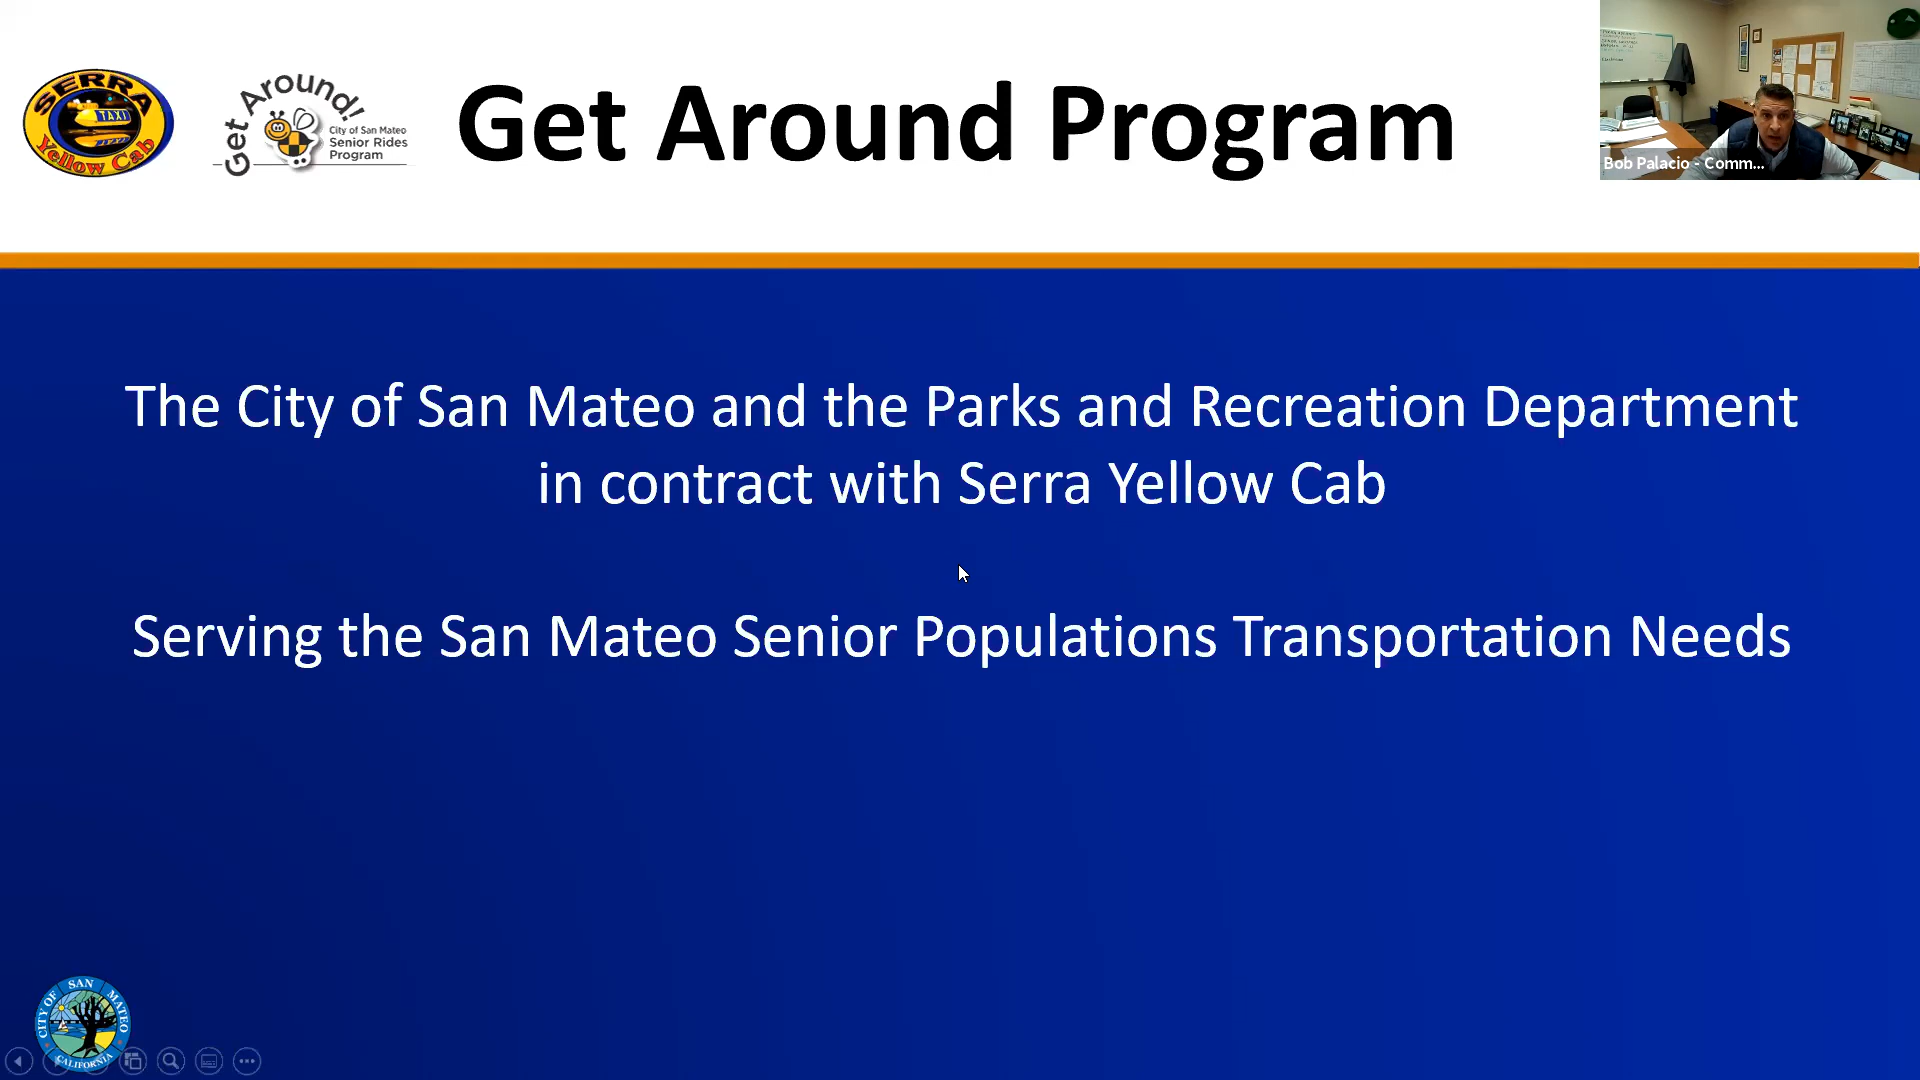 SERRA
TAXI
Yellow Cab
Get Around!
City of San Mateo
Senior Rides
Program
Get Around Program
Bob Palacio - Comm...
The City of San Mateo and the Parks and Recreation Department
in contract with Serra Yellow Cab
Serving the San Mateo Senior Populations Transportation Needs
CITY OF SAN MATEO
CALIFORNIA